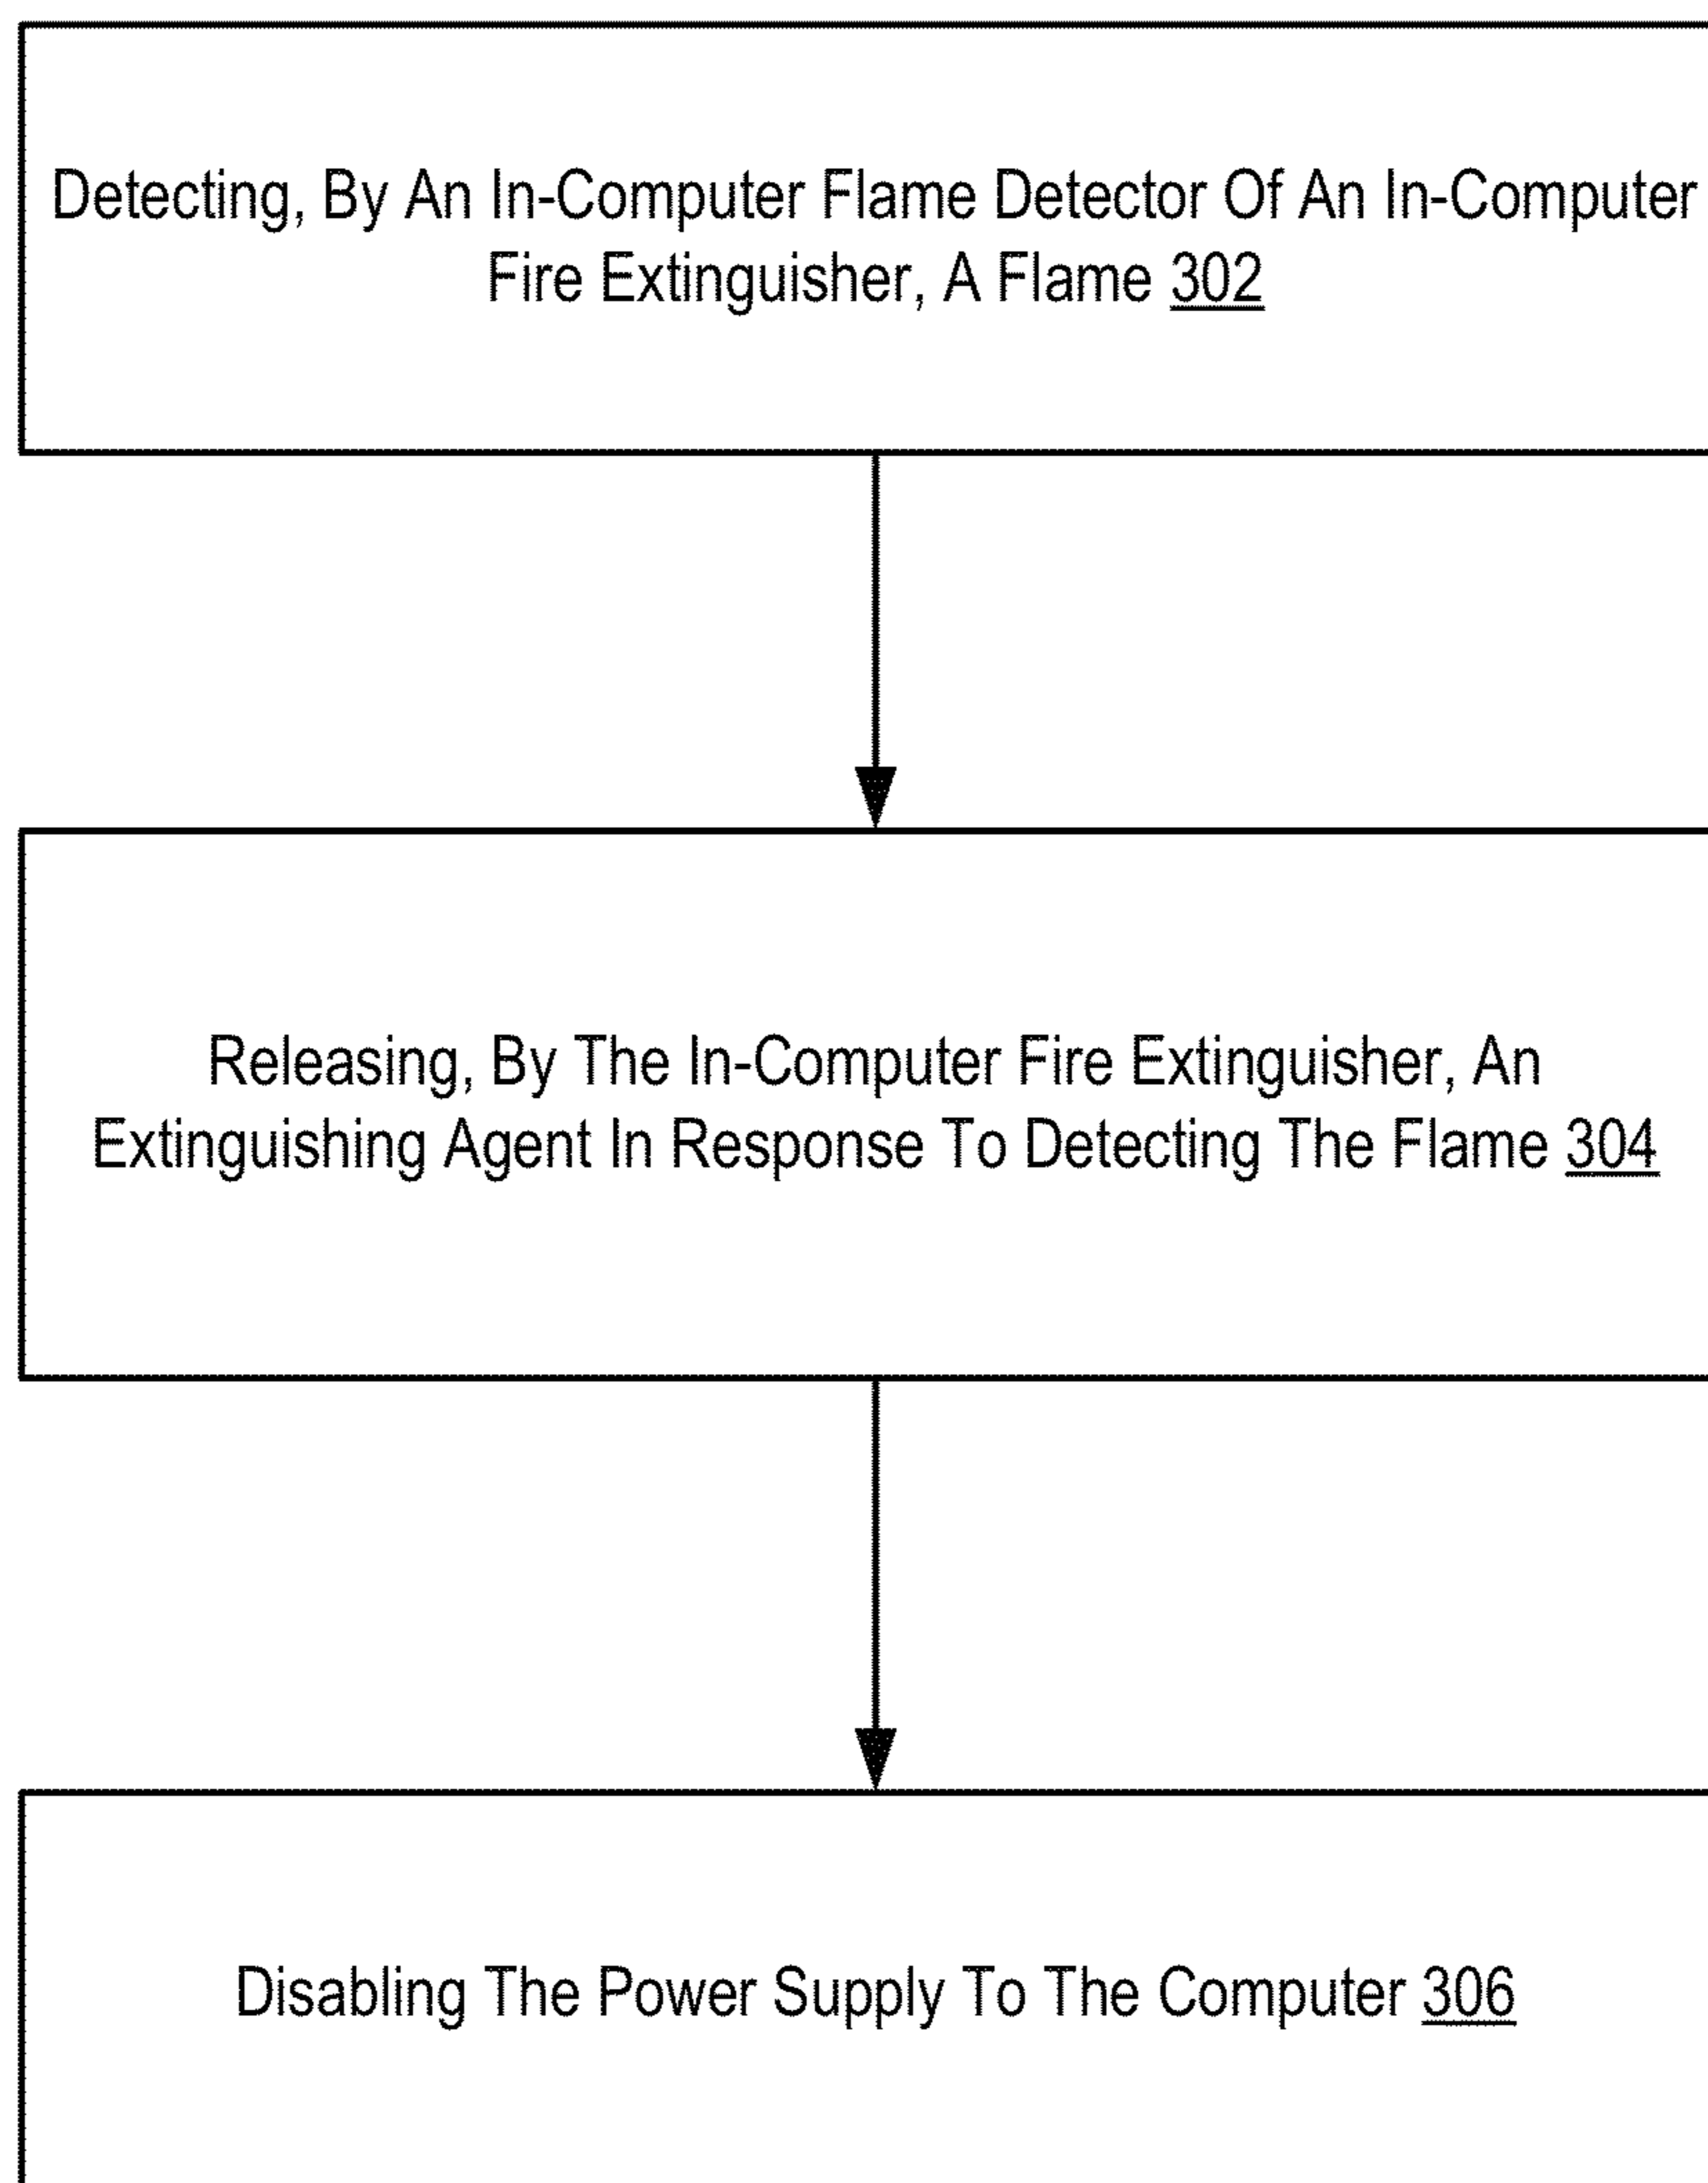 Detecting, By An In-Computer Flame Detector Of An In-Computer
Fire Extinguisher, A Flame 302
Releasing, By The In-Computer Fire Extinguisher, An
Extinguishing Agent In Response To Detecting The Flame 304
Disabling The Power Supply To The Computer 306